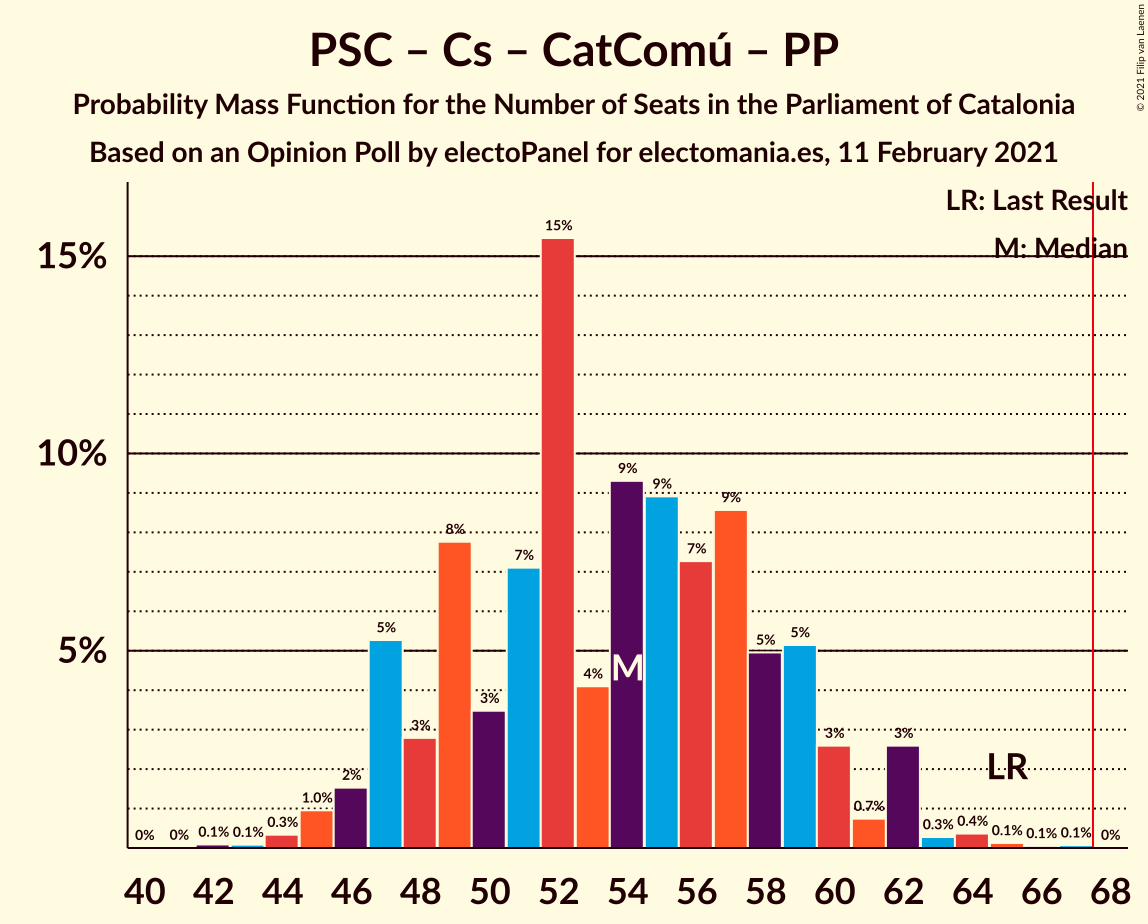 PSC – Cs – CatComú – PP
Probability Mass Function for the Number of Seats in the Parliament of Catalonia
Based on an Opinion Poll by electoPanel for electomania.es, 11 February 2021
© 2021 Filip van Laenen
LR: Last Result
M: Median
15%
10%
5%
0% 0% 0.1% 0.1% 0.3% 1.0% 2% 5% 3% 8% 3% 7% 15% 4% 9% 9% 7% 9% 5% 5% 3% 0.7% 3% 0.3% 0.4% 0.1% 0.1% 0.1% 0%
M
LR
40 42 44 46 48 50 52 54 56 58 60 62 64 66 68